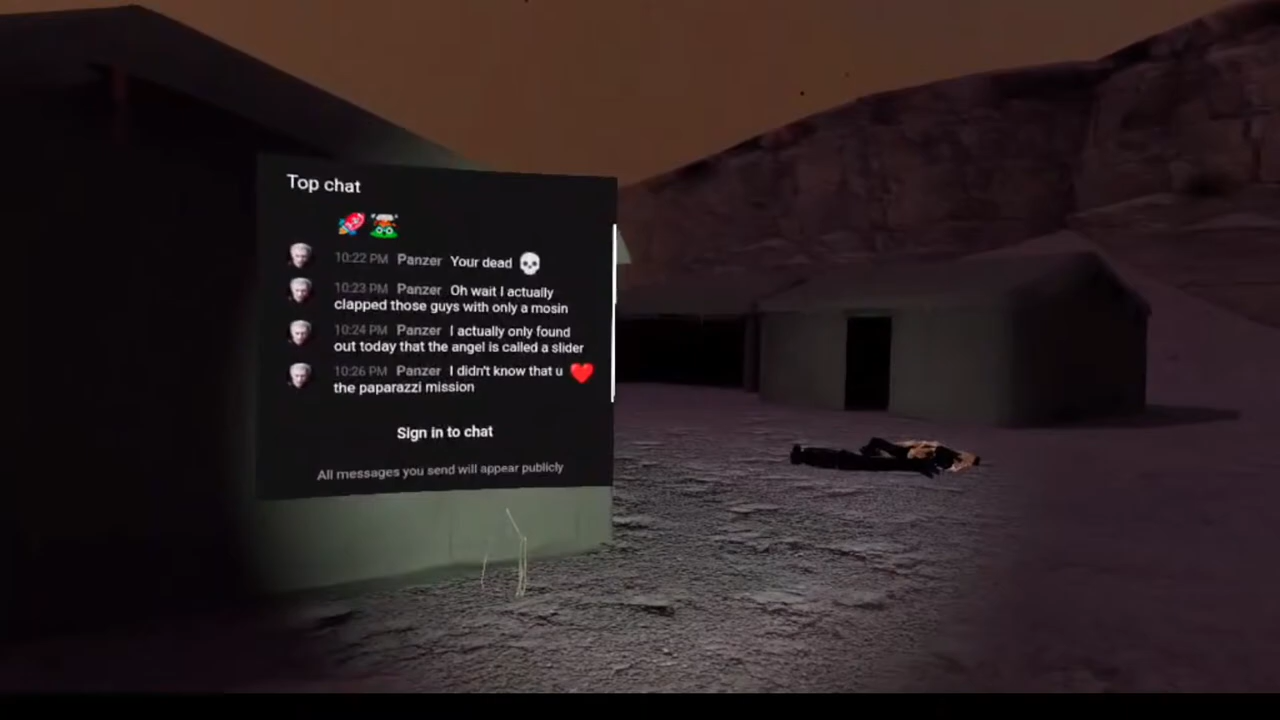 Top chat
10:22 PM Panzer Your dead
10:23 PM Panzer Oh wait I actually
clapped those guys with only a mosin
10:24 PM Panzer I actually only found
out today that the angel is called a slider
10:26 PM Panzer I didn't know that u
the paparazzi mission
Sign in to chat
All messages you send will appear publicly